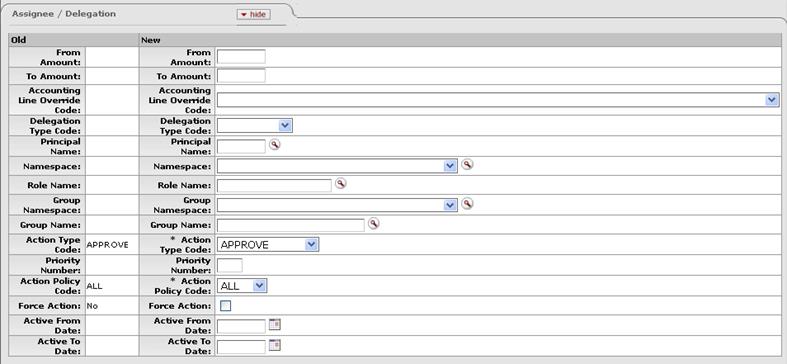 Assignee / Delegation hide
Old New
From Amount: From Amount:
To Amount: To Amount:
Accounting Line Override Code: Accounting Line Override Code:
Delegation Type Code: Delegation Type Code:
Principal Name: Principal Name:
Namespace: Namespace:
Role Name: Role Name:
Group Namespace: Group Namespace:
Group Name: Group Name:
Action Type Code: APPROVE * Action Type Code: APPROVE
Priority Number: Priority Number:
Action Policy Code: ALL * Action Policy Code: ALL
Force Action: No Force Action:
Active From Date: Active From Date:
Active To Date: Active To Date: